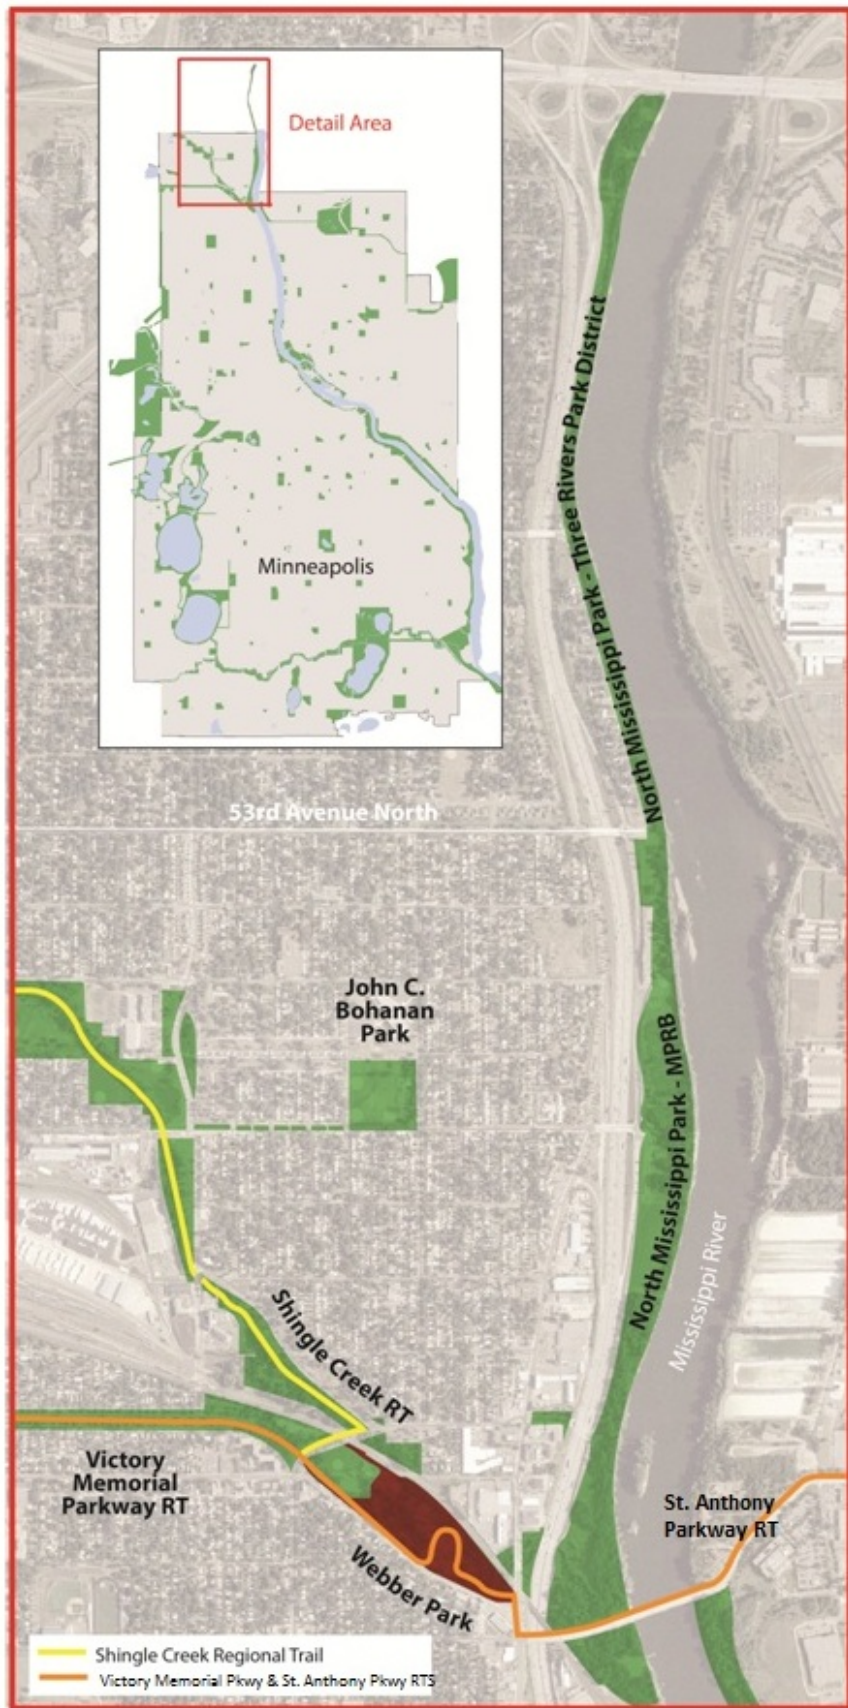 Detail Area
Minneapolis
North Mississippi Park - Three Rivers Park District
53rd Avenue North
John C.
Bohanan
Park
North Mississippi Park - MPRB
Mississippi River
Shingle Creek RT
Victory
Memorial
Parkway RT
St. Anthony
Parkway RT
Webber Park
Shingle Creek Regional Trail
Victory Memorial Pkwy & St. Anthony Pkwy RTS